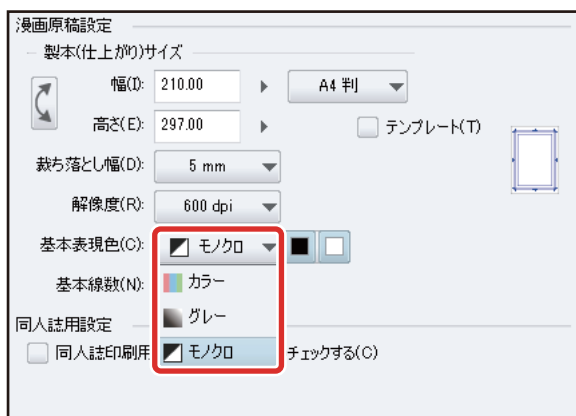 漫画原稿設定
製本(仕上がり)サイズ
幅(I): 210.00 A4 判
高さ(E): 297.00 テンプレート(T)
裁ち落とし幅(D): 5 mm
解像度(R): 600 dpi
基本表現色(C): モノクロ
基本線数(N): カラー
グレー
同人誌用設定
同人誌印刷用 モノクロ チェックする(C)